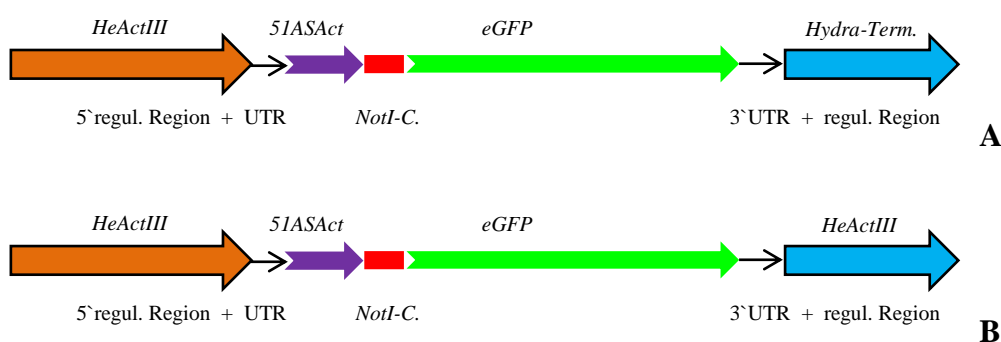 HeActIII 51ASAct eGFP Hydra-Term.
5`regul. Region + UTR NotI-C. 3`UTR + regul. Region
A
HeActIII 51ASAct eGFP HeActIII
5`regul. Region + UTR NotI-C. 3`UTR + regul. Region
B